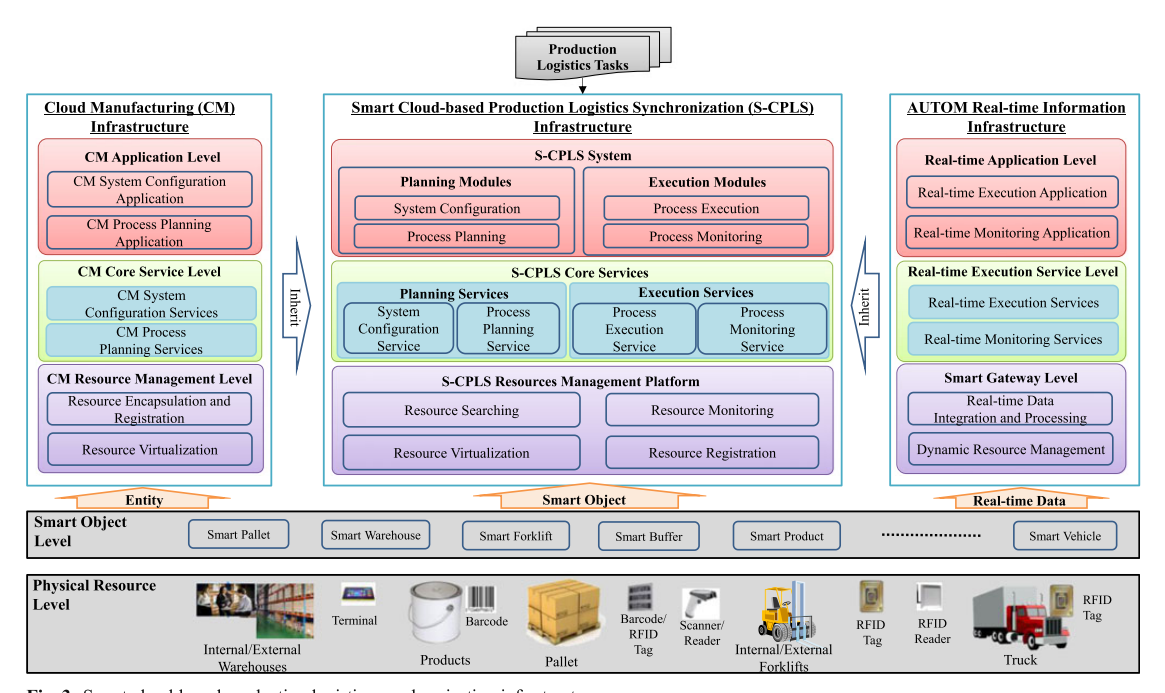 Production
Logistics Tasks
Cloud Manufacturing (CM)
Infrastructure
CM Application Level
CM System Configuration
Application
CM Process Planning
Application
CM Core Service Level
CM System
Configuration Services
CM Process
Planning Services
CM Resource Management Level
Resource Encapsulation and
Registration
Resource Virtualization
Inherit
Smart Cloud-based Production Logistics Synchronization (S-CPLS)
Infrastructure
S-CPLS System
Planning Modules
System Configuration
Process Planning
Execution Modules
Process Execution
Process Monitoring
S-CPLS Core Services
Planning Services
System
Configuration
Service
Process
Planning
Service
Execution Services
Process
Execution
Service
Process
Monitoring
Service
S-CPLS Resources Management Platform
Resource Searching
Resource Monitoring
Resource Virtualization
Resource Registration
Inherit
AUTOM Real-time Information
Infrastructure
Real-time Application Level
Real-time Execution Application
Real-time Monitoring Application
Real-time Execution Service Level
Real-time Execution Services
Real-time Monitoring Services
Smart Gateway Level
Real-time Data
Integration and Processing
Dynamic Resource Management
Entity
Smart Object
Real-time Data
Smart Object
Level
Smart Pallet
Smart Warehouse
Smart Forklift
Smart Buffer
Smart Product
Smart Vehicle
Physical Resource
Level
Internal/External
Warehouses
Terminal
Products
Barcode
Pallet
Barcode/
RFID
Tag
Scanner/
Reader
Internal/External
Forklifts
RFID
Tag
RFID
Reader
Truck
RFID
Tag